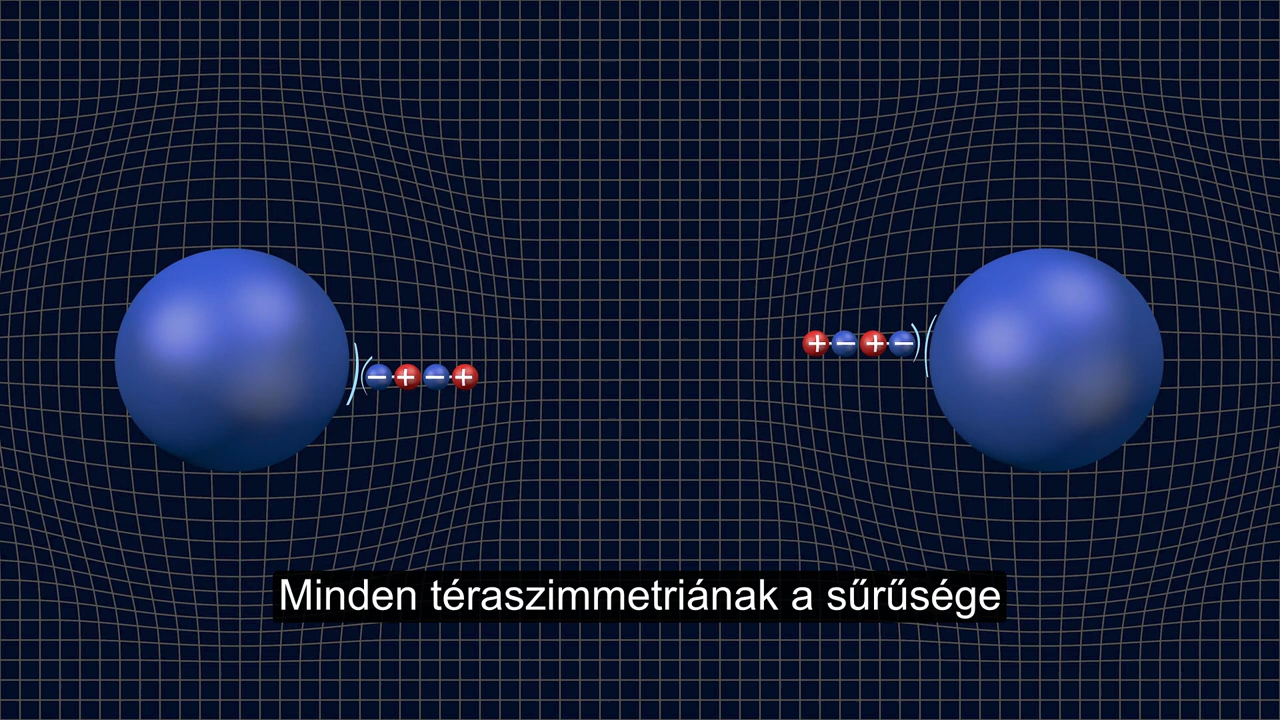 + − + −
− + − +
Minden téraszimmetriának a sűrűsége